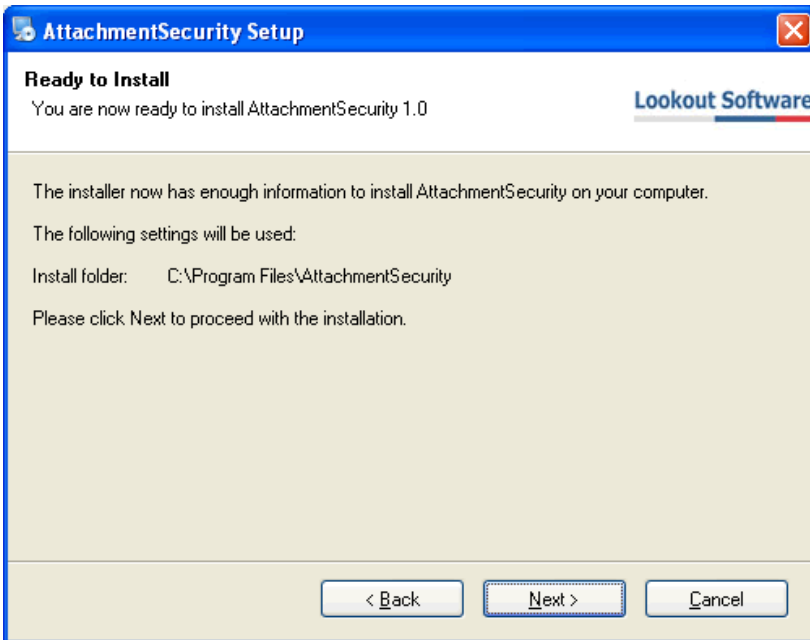 AttachmentSecurity Setup
Ready to Install
You are now ready to install AttachmentSecurity 1.0
Lookout Software
The installer now has enough information to install AttachmentSecurity on your computer.
The following settings will be used:
Install folder: C:\Program Files\AttachmentSecurity
Please click Next to proceed with the installation.
< Back
Next >
Cancel